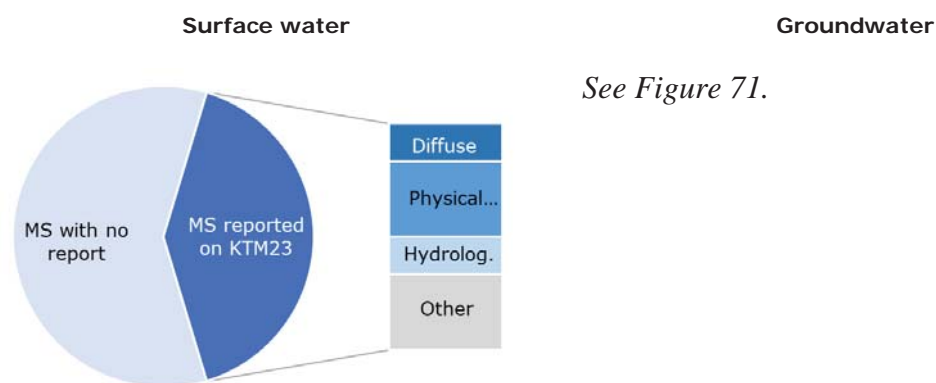 Surface water
Groundwater
See Figure 71.
MS with no
report
MS reported
on KTM23
Diffuse
Physical...
Hydrolog.
Other